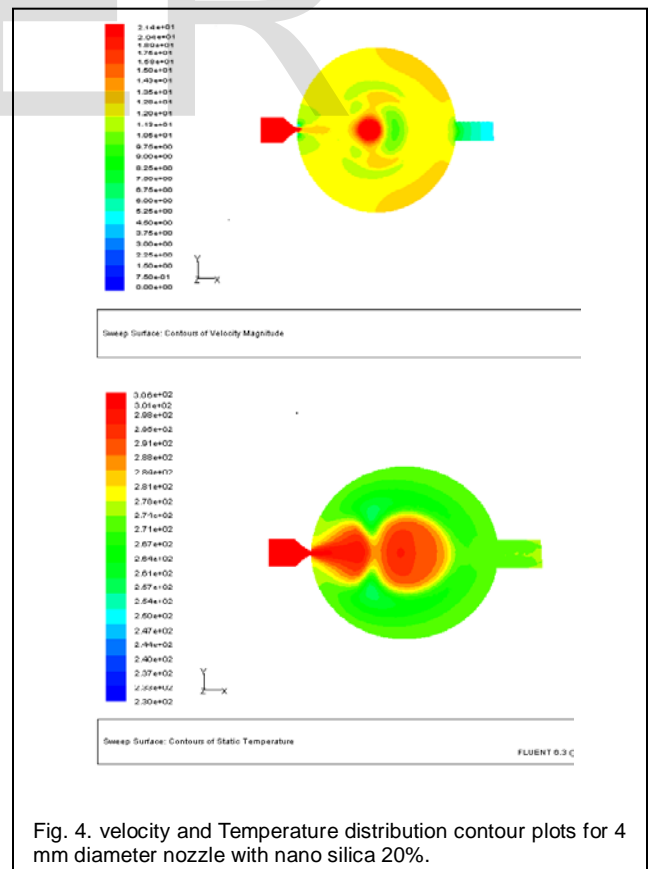 ER
2.14e+01
2.04e+01
1.80e+01
1.76e+01
1.58e+01
1.50e+01
1.43e+01
1.35e+01
1.28e+01
1.20e+01
1.13e+01
1.05e+01
9.75e+00
9.00e+00
8.25e+00
7.00e+00
6.75e+00
6.00e+00
5.25e+00
4.50e+00
3.75e+00
3.00e+00
2.25e+00
1.50e+00
7.50e-01
0.00e+00
Y
Z X
Sweep Surface: Contours of Velocity Magnitude
3.06e+02
3.01e+02
2.98e+02
2.95e+02
2.91e+02
2.88e+02
2.84e+02
2.81e+02
2.78e+02
2.74e+02
2.71e+02
2.67e+02
2.64e+02
2.61e+02
2.57e+02
2.54e+02
2.50e+02
2.47e+02
2.44e+02
2.40e+02
2.37e+02
2.33e+02
2.30e+02
Y
Z X
Sweep Surface: Contours of Static Temperature
FLUENT 6.3
Fig. 4. velocity and Temperature distribution contour plots for 4
mm diameter nozzle with nano silica 20%.